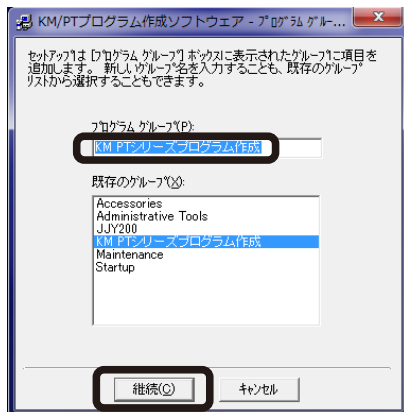 KM/PTプログラム作成ソフトウェア - ﾌﾟﾛｸﾞﾗﾑ ｸﾞﾙｰ...
ｾｯﾄｱｯﾌﾟは [ﾌﾟﾛｸﾞﾗﾑ ｸﾞﾙｰﾌﾟ] ﾎﾞｯｸｽに表示されたｸﾞﾙｰﾌﾟに項目を
追加します。 新しいｸﾞﾙｰﾌﾟ名を入力することも、既存のｸﾞﾙｰﾌﾟ
ﾘｽﾄから選択することもできます。
ﾌﾟﾛｸﾞﾗﾑ ｸﾞﾙｰﾌﾟ(P):
KM PTシリーズプログラム作成
既存のｸﾞﾙｰﾌﾟ(X):
Accessories
Administrative Tools
JJY200
KM PTシリーズプログラム作成
Maintenance
Startup
継続(C)
ｷｬﾝｾﾙ